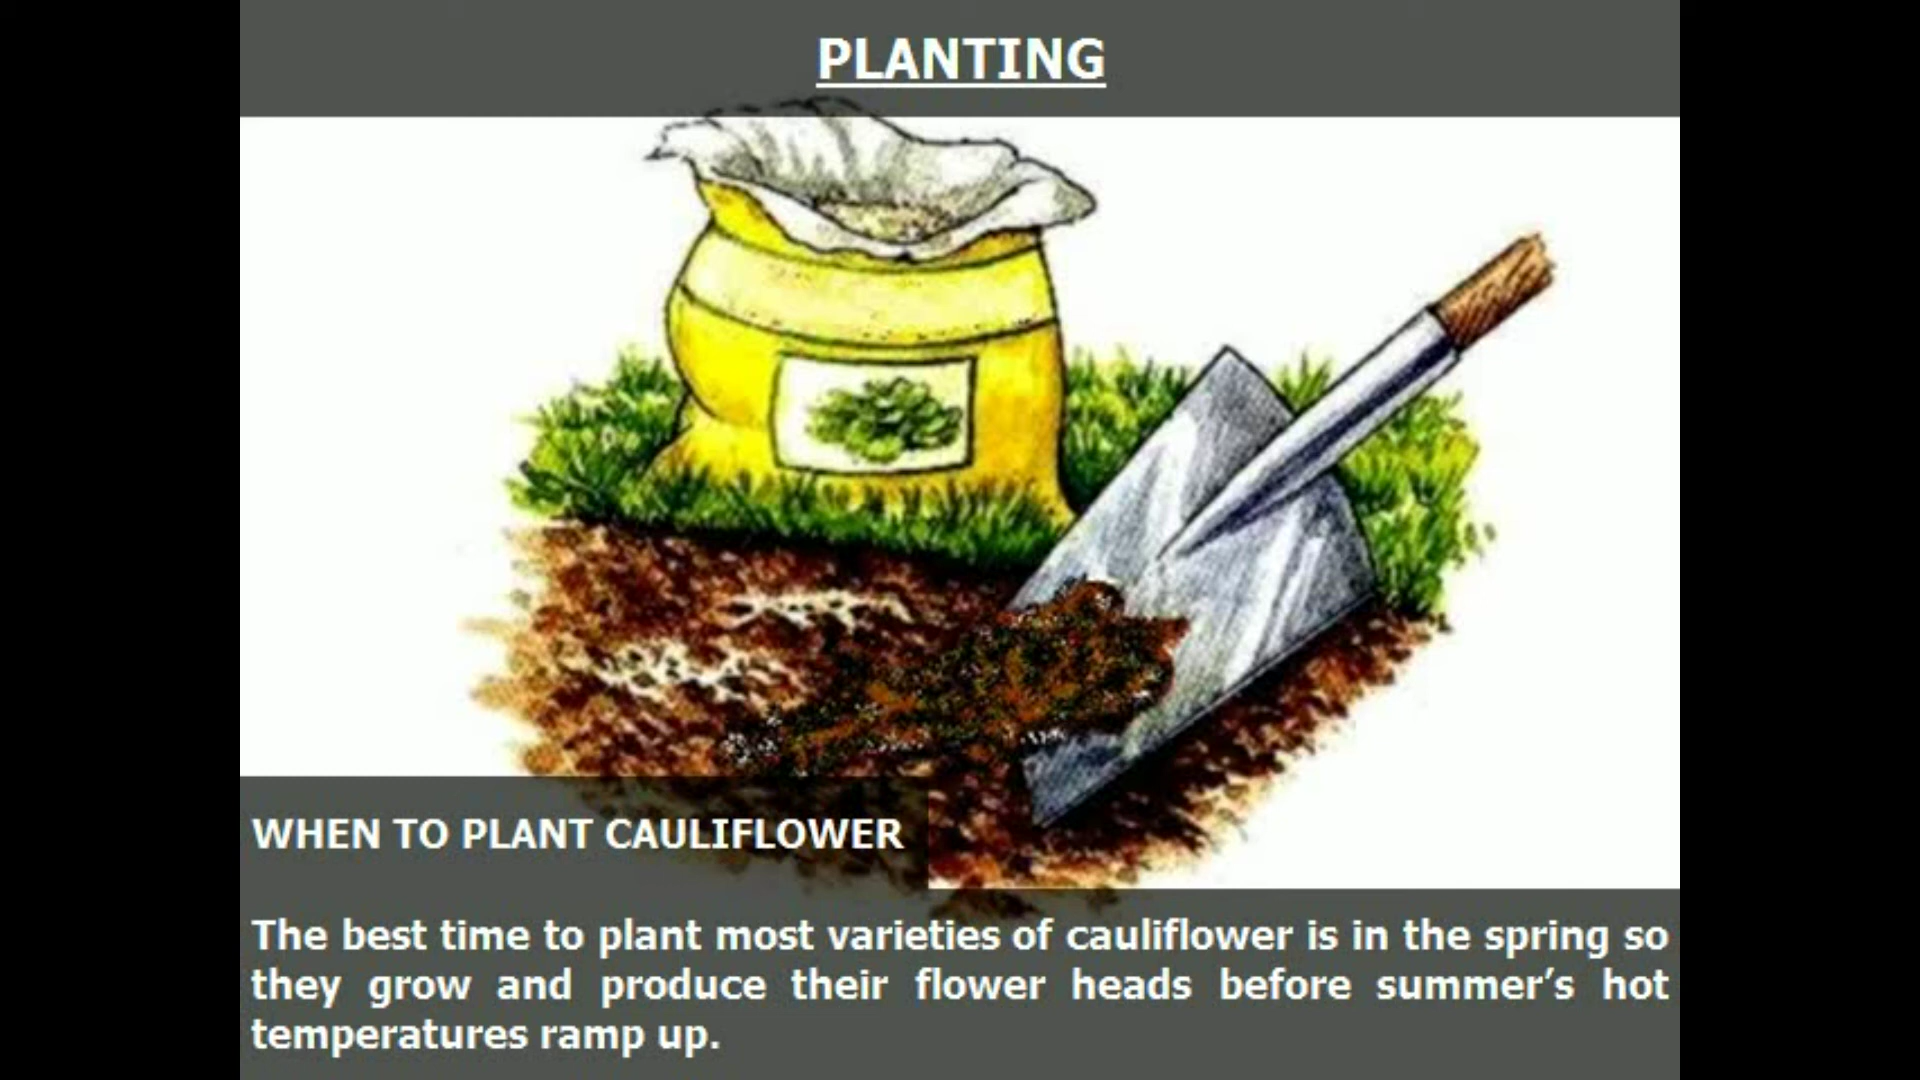 PLANTING
WHEN TO PLANT CAULIFLOWER
The best time to plant most varieties of cauliflower is in the spring so
they grow and produce their flower heads before summer’s hot
temperatures ramp up.